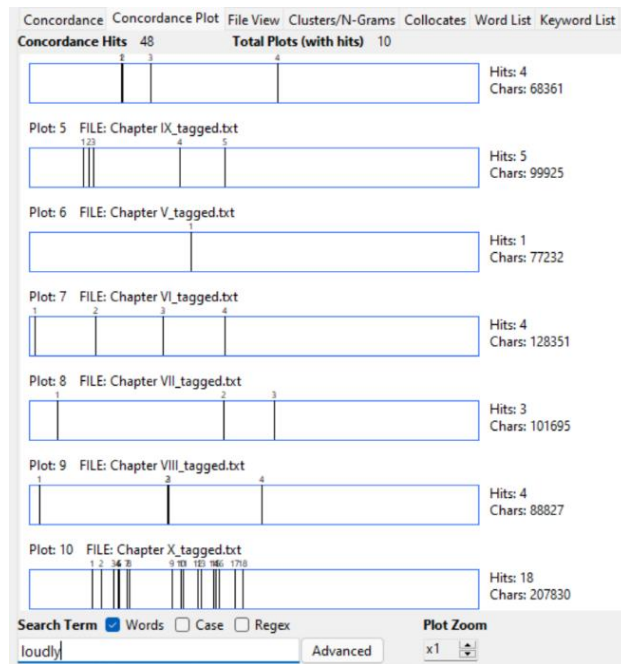 Concordance Concordance Plot File View Clusters/N-Grams Collocates Word List Keyword List
Concordance Hits 48 Total Plots (with hits) 10
3 4
Hits: 4
Chars: 68361
Plot: 5 FILE: Chapter IX_tagged.txt
1 2 3 4 5
Hits: 5
Chars: 99925
Plot: 6 FILE: Chapter V_tagged.txt
1
Hits: 1
Chars: 77232
Plot: 7 FILE: Chapter VI_tagged.txt
1 2 3 4
Hits: 4
Chars: 128351
Plot: 8 FILE: Chapter VII_tagged.txt
1 2 3
Hits: 3
Chars: 101695
Plot: 9 FILE: Chapter VIII_tagged.txt
1 4
Hits: 4
Chars: 88827
Plot: 10 FILE: Chapter X_tagged.txt
1 2 9 17 18
Hits: 18
Chars: 207830
Search Term Words Case Regex Plot Zoom
loudly Advanced x1